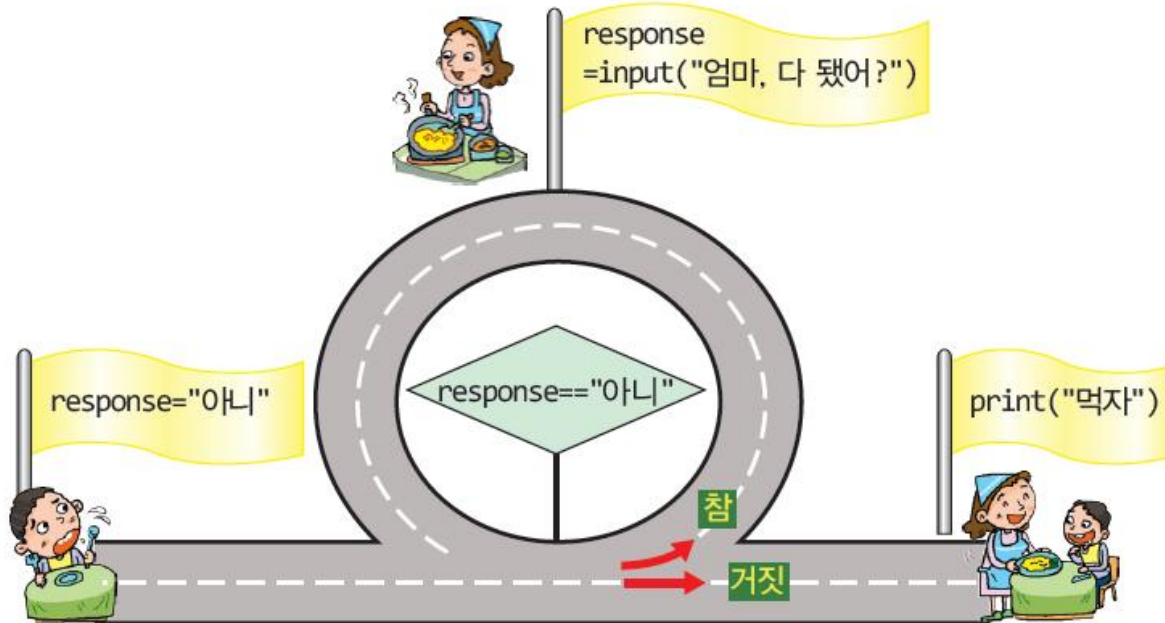 response
=input("엄마, 다 됐어?")
response="아니"
response=="아니"
print("먹자")
참
거짓